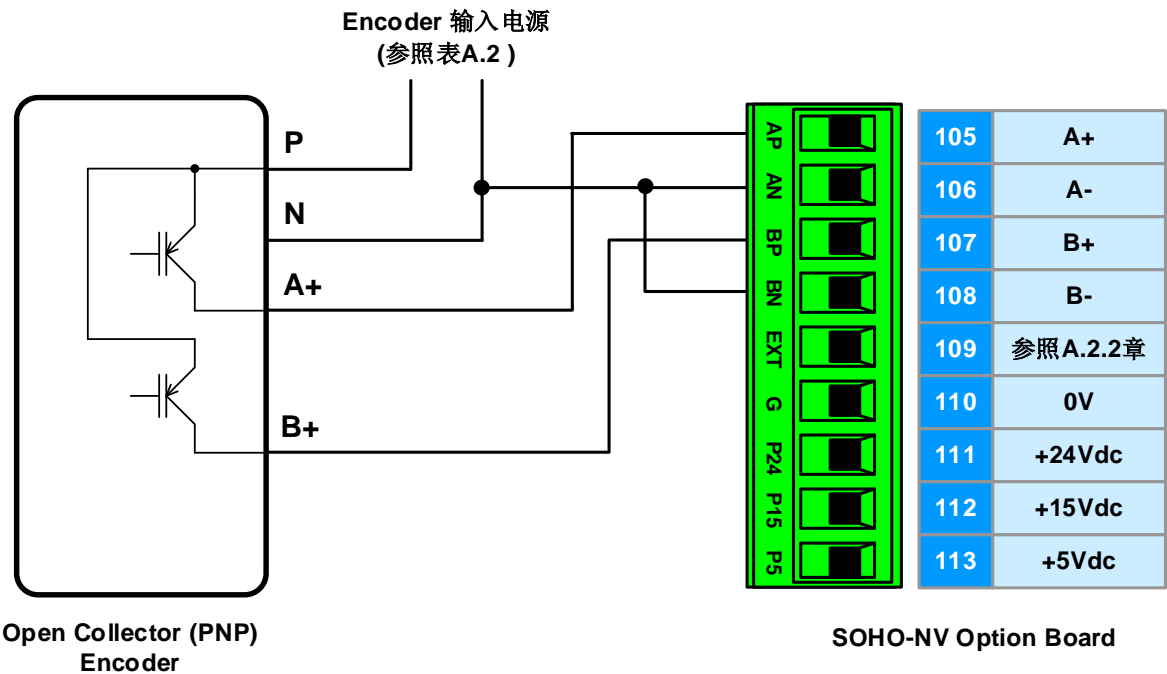 Encoder 输入电源
(参照表A.2 )
P
N
A+
B+
AP
AN
BP
BN
EXT
G
P24
P15
P5
105 A+
106 A-
107 B+
108 B-
109 参照A.2.2章
110 0V
111 +24Vdc
112 +15Vdc
113 +5Vdc
Open Collector (PNP)
Encoder
SOHO-NV Option Board